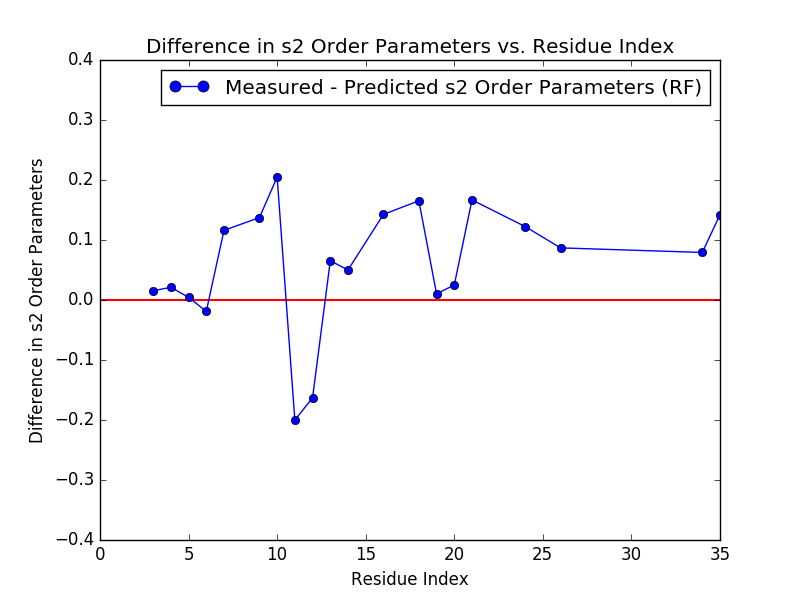 Difference in s2 Order Parameters vs. Residue Index
Measured - Predicted s2 Order Parameters (RF)
Difference in s2 Order Parameters
0.4
0.3
0.2
0.1
0.0
−0.1
−0.2
−0.3
−0.4
0 5 10 15 20 25 30 35
Residue Index